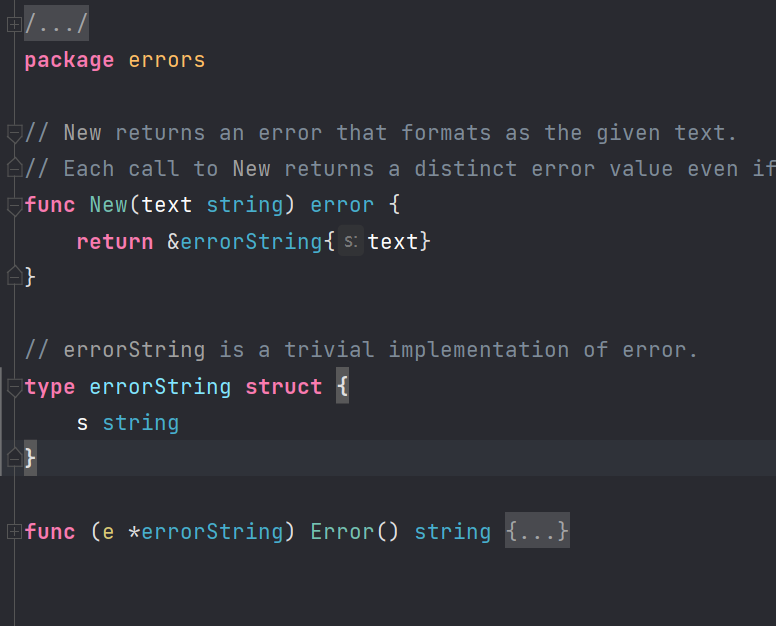 /.../
package errors
// New returns an error that formats as the given text.
// Each call to New returns a distinct error value even if
func New(text string) error {
    return &errorString{s: text}
}
// errorString is a trivial implementation of error.
type errorString struct {
    s string
}
func (e *errorString) Error() string {...}